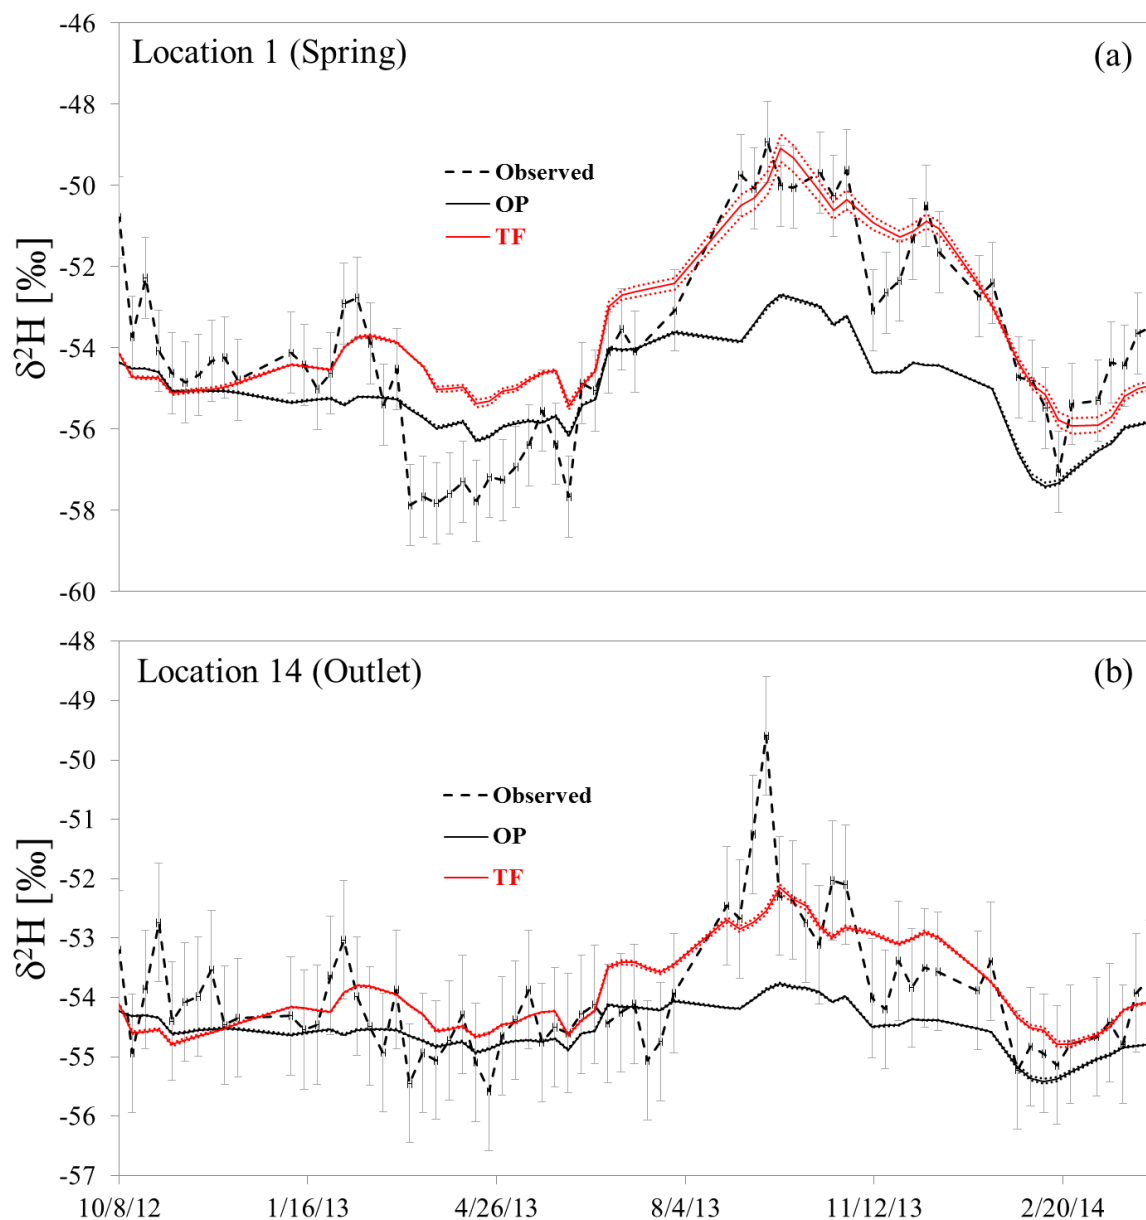 -46
Location 1 (Spring)
(a)
-48
-50
-52
-54
-56
-58
-60
δ²H [‰]
Observed
OP
TF
-48
Location 14 (Outlet)
(b)
-49
-50
-51
-52
-53
-54
-55
-56
-57
δ²H [‰]
Observed
OP
TF
10/8/12 1/16/13 4/26/13 8/4/13 11/12/13 2/20/14